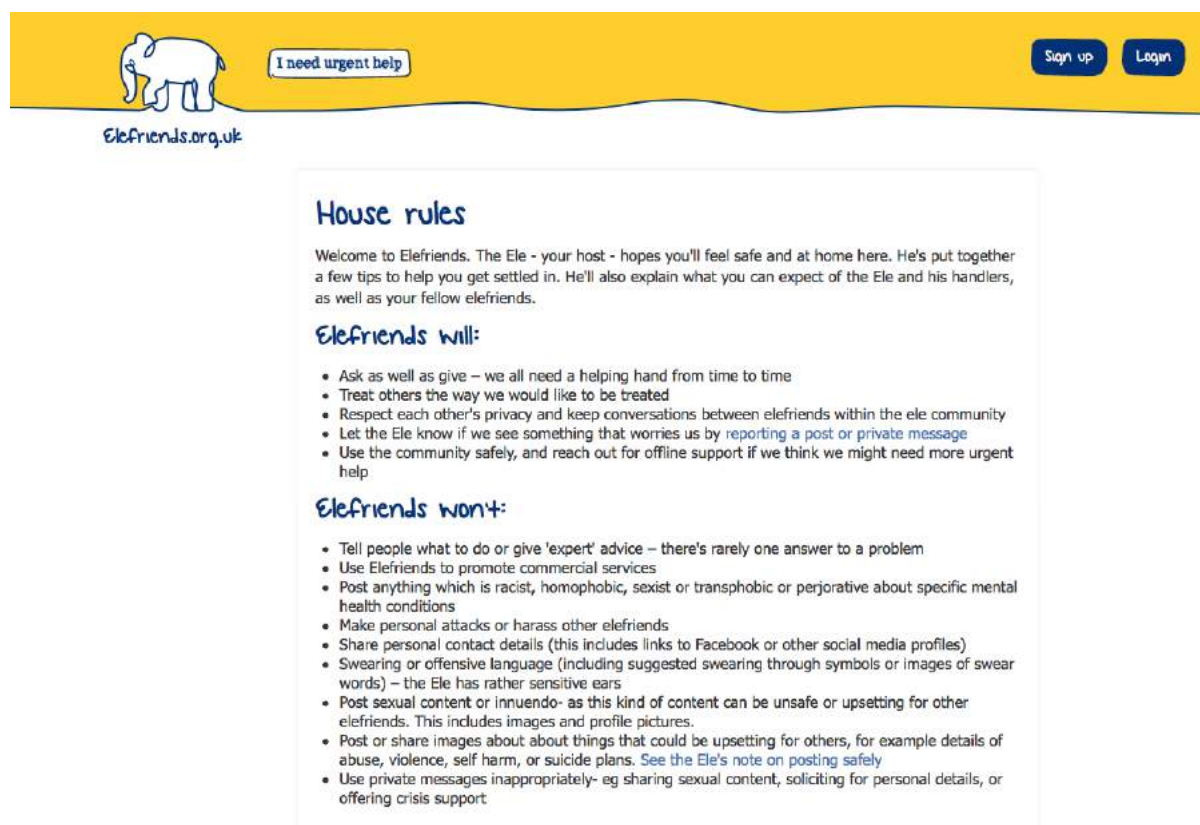 I need urgent help
Sign up
Login
Elefriends.org.uk
House rules
Welcome to Elefriends. The Ele - your host - hopes you'll feel safe and at home here. He's put together
a few tips to help you get settled in. He'll also explain what you can expect of the Ele and his handlers,
as well as your fellow elefriends.
Elefriends will:
• Ask as well as give – we all need a helping hand from time to time
• Treat others the way we would like to be treated
• Respect each other's privacy and keep conversations between elefriends within the ele community
• Let the Ele know if we see something that worries us by reporting a post or private message
• Use the community safely, and reach out for offline support if we think we might need more urgent
help
Elefriends won't:
• Tell people what to do or give 'expert' advice – there's rarely one answer to a problem
• Use Elefriends to promote commercial services
• Post anything which is racist, homophobic, sexist or transphobic or perjorative about specific mental
health conditions
• Make personal attacks or harass other elefriends
• Share personal contact details (this includes links to Facebook or other social media profiles)
• Swearing or offensive language (including suggested swearing through symbols or images of swear
words) – the Ele has rather sensitive ears
• Post sexual content or innuendo- as this kind of content can be unsafe or upsetting for other
elefriends. This includes images and profile pictures.
• Post or share images about about things that could be upsetting for others, for example details of
abuse, violence, self harm, or suicide plans. See the Ele's note on posting safely
• Use private messages inappropriately- eg sharing sexual content, soliciting for personal details, or
offering crisis support